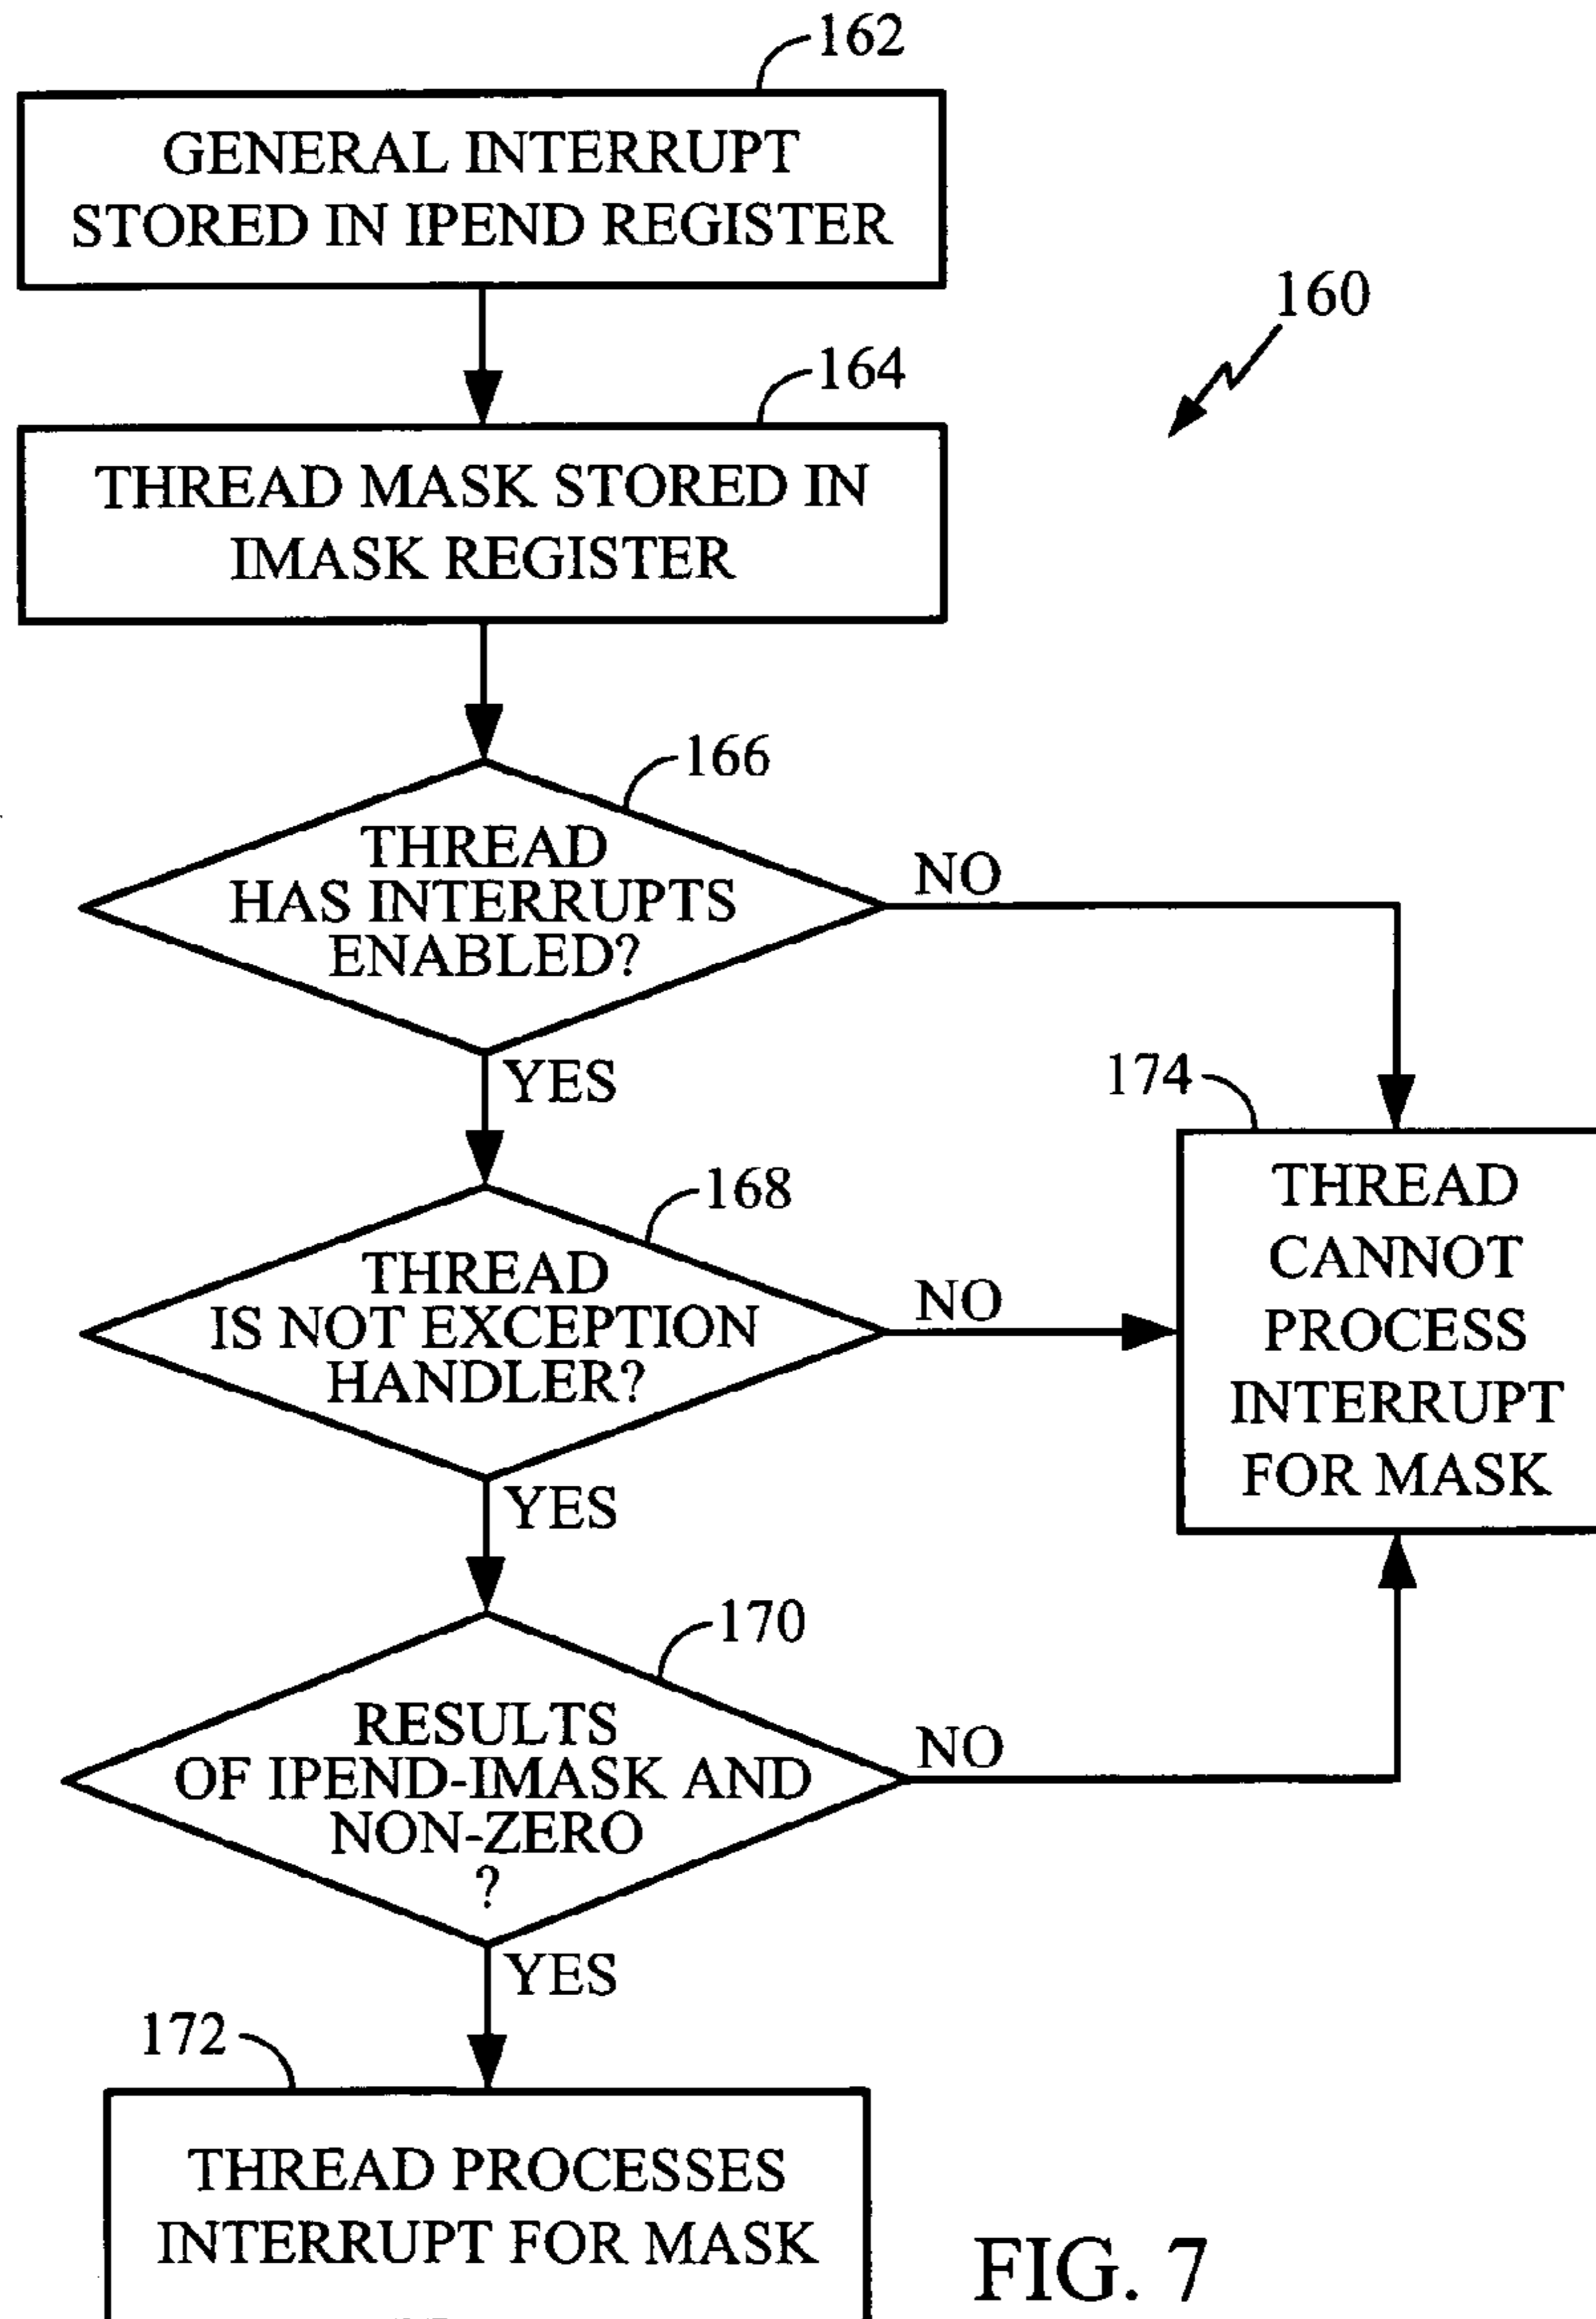 162
GENERAL INTERRUPT
STORED IN IPEND REGISTER
160
164
THREAD MASK STORED IN
IMASK REGISTER
166
THREAD
HAS INTERRUPTS
ENABLED?
NO
YES
174
THREAD
CANNOT
PROCESS
INTERRUPT
FOR MASK
168
THREAD
IS NOT EXCEPTION
HANDLER?
NO
YES
170
RESULTS
OF IPEND-IMASK AND
NON-ZERO
?
NO
YES
172
THREAD PROCESSES
INTERRUPT FOR MASK
FIG. 7